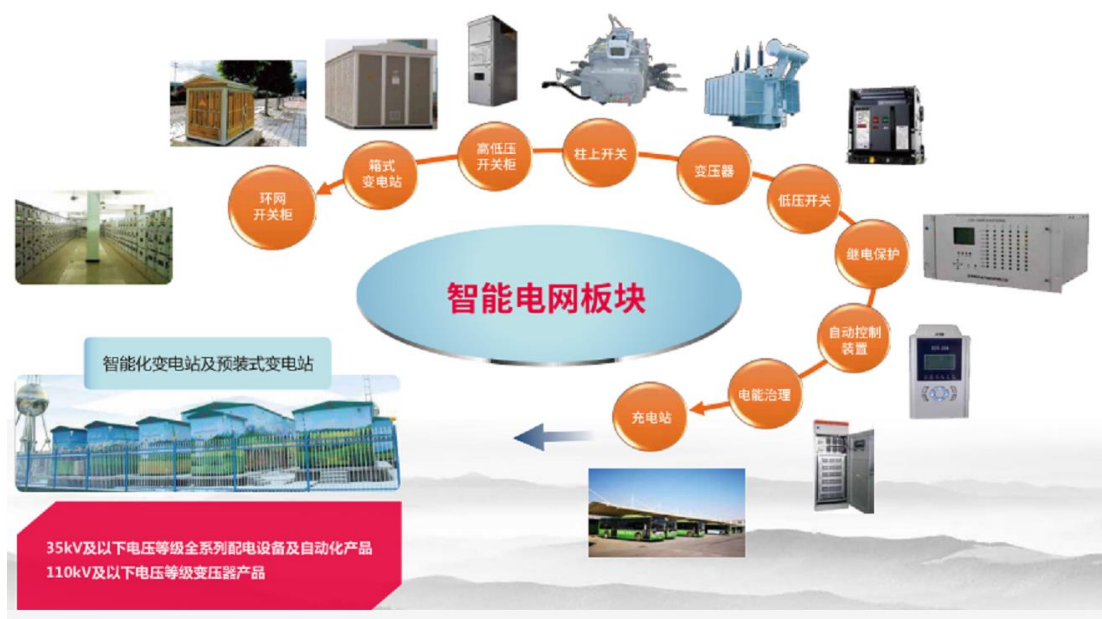 环网
开关柜
箱式
变电站
高低压
开关柜
柱上开关
变压器
低压开关
继电保护
自动控制
装置
电能治理
充电站
智能电网板块
智能化变电站及预装式变电站
35kV及以下电压等级全系列配电设备及自动化产品
110kV及以下电压等级变压器产品